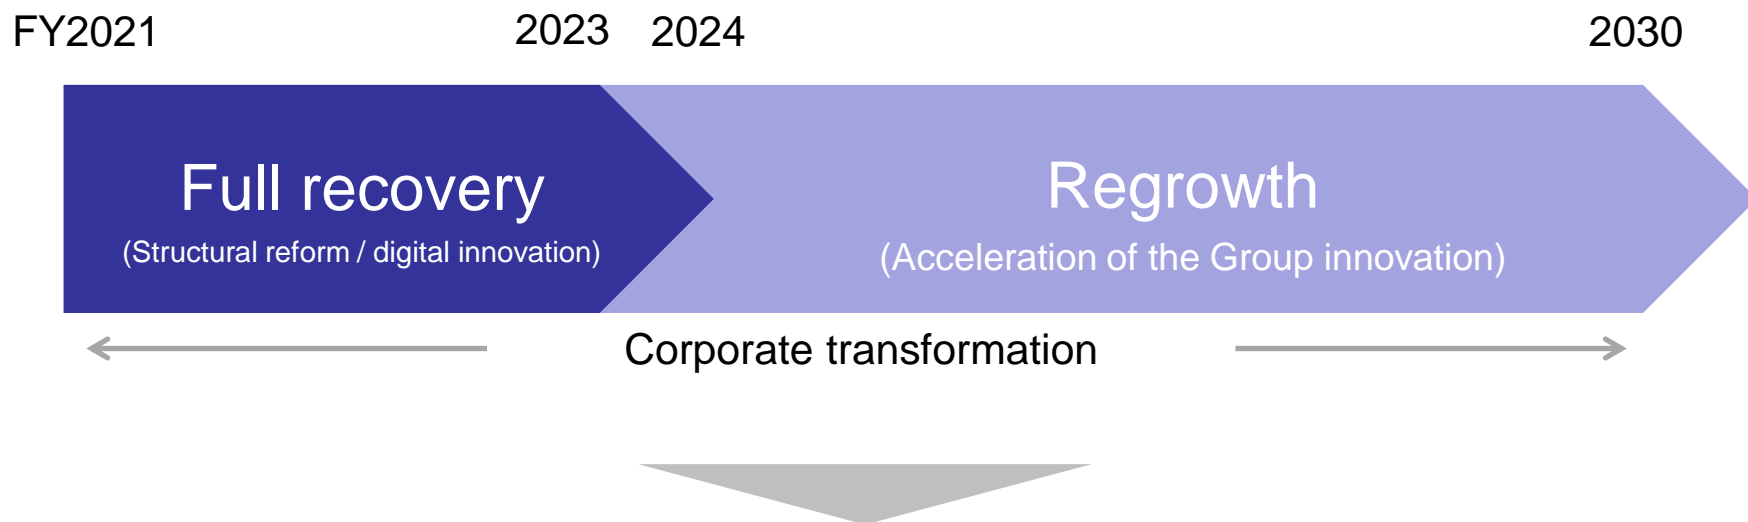 FY2021 2023 2024 2030
Full recovery
(Structural reform / digital innovation)
Regrowth
(Acceleration of the Group innovation)
Corporate transformation